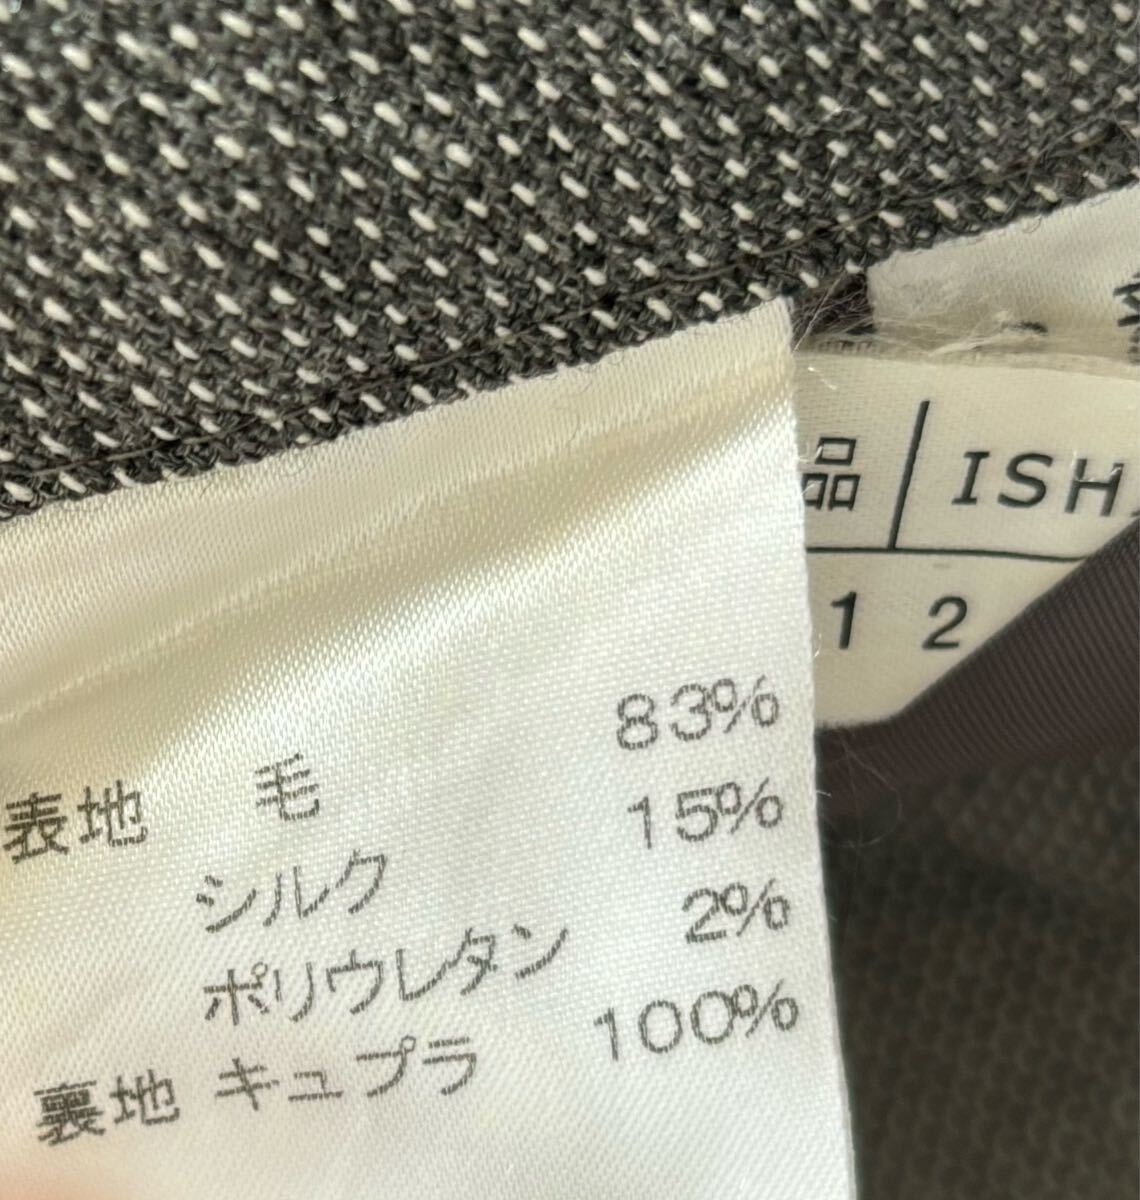 品 ISH
1 2
表地 毛 83%
シルク 15%
ポリウレタン 2%
裏地 キュプラ 100%